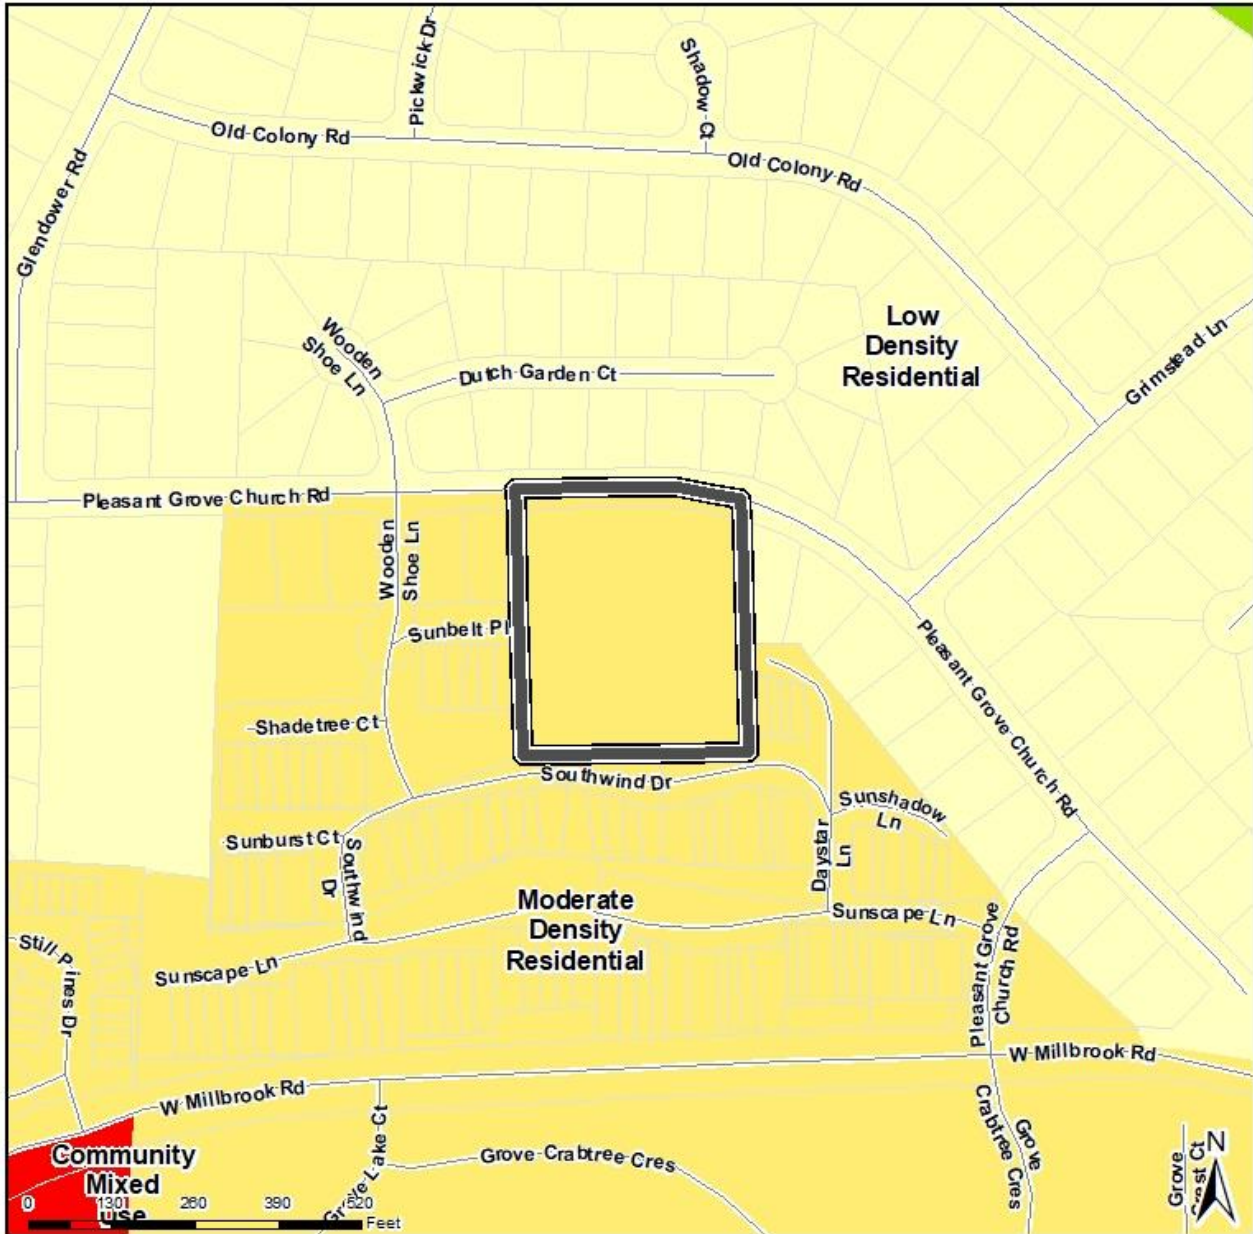 Pickwick Dr
Shadow Ct
Old Colony Rd
Old Colony Rd
Glendower Rd
Low
Density
Residential
Grimstead Ln
Wooden
Shoe Ln
Dutch Garden Ct
Pleasant Grove Church Rd
Wooden
Shoe Ln
Sunbelt Pl
Pleasant Grove Church Rd
Shadetree Ct
Southwind Dr
Sunshadow
Ln
Sunburst Ct
Southwind
Dr
Daystar
Ln
Moderate
Density
Residential
Sunscape Ln
Pleasant Grove
Church Rd
Still Pines Dr
Sunscape Ln
W Millbrook Rd
W Millbrook Rd
Grove Lake Ct
Grove Crabtree Cres
Grove
Crabtree Cres
Grove
Crest Ct
N
Community
Mixed
Use
0 130 260 390 520
Feet